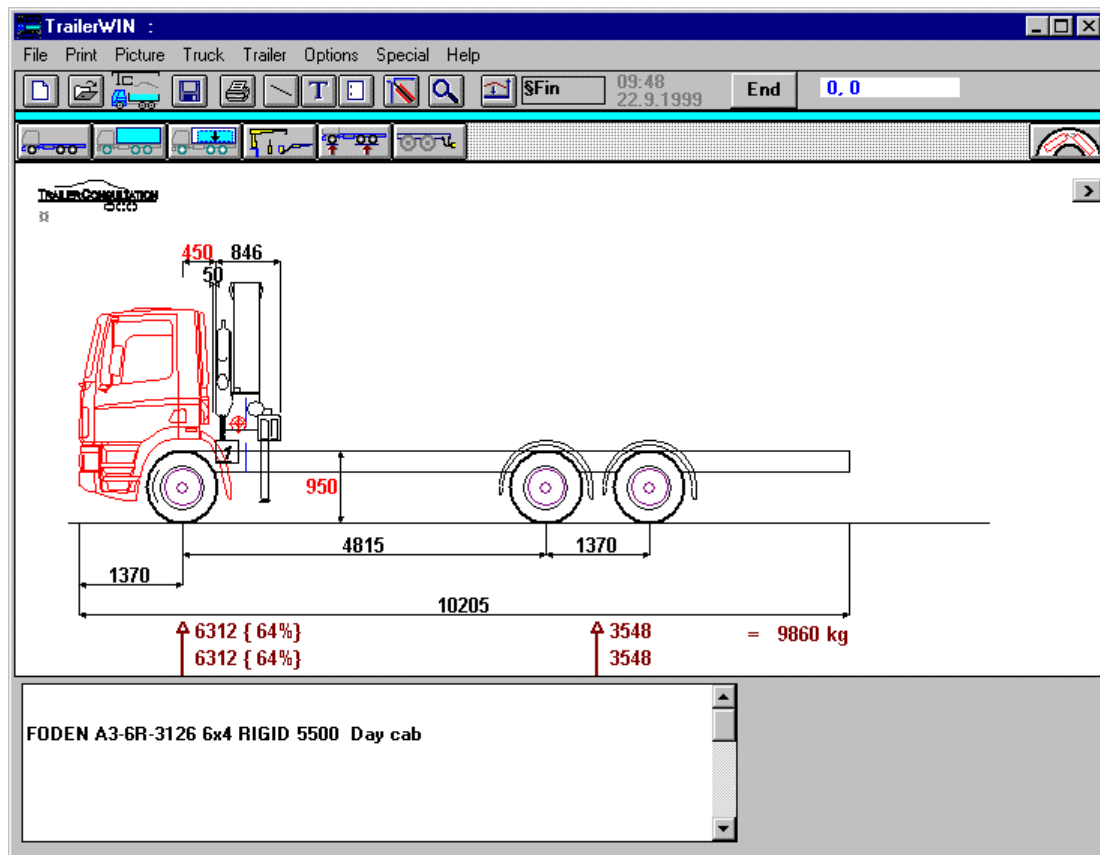 TrailerWIN :
File Print Picture Truck Trailer Options Special Help
T
§Fin
09:48
22.9.1999
End
0, 0
TRAILERCONSULTATION
>
450
846
50
1
950
4815
1370
1370
10205
6312 { 64%}
3548
= 9860 kg
6312 { 64%}
3548
FODEN A3-6R-3126 6x4 RIGID 5500 Day cab